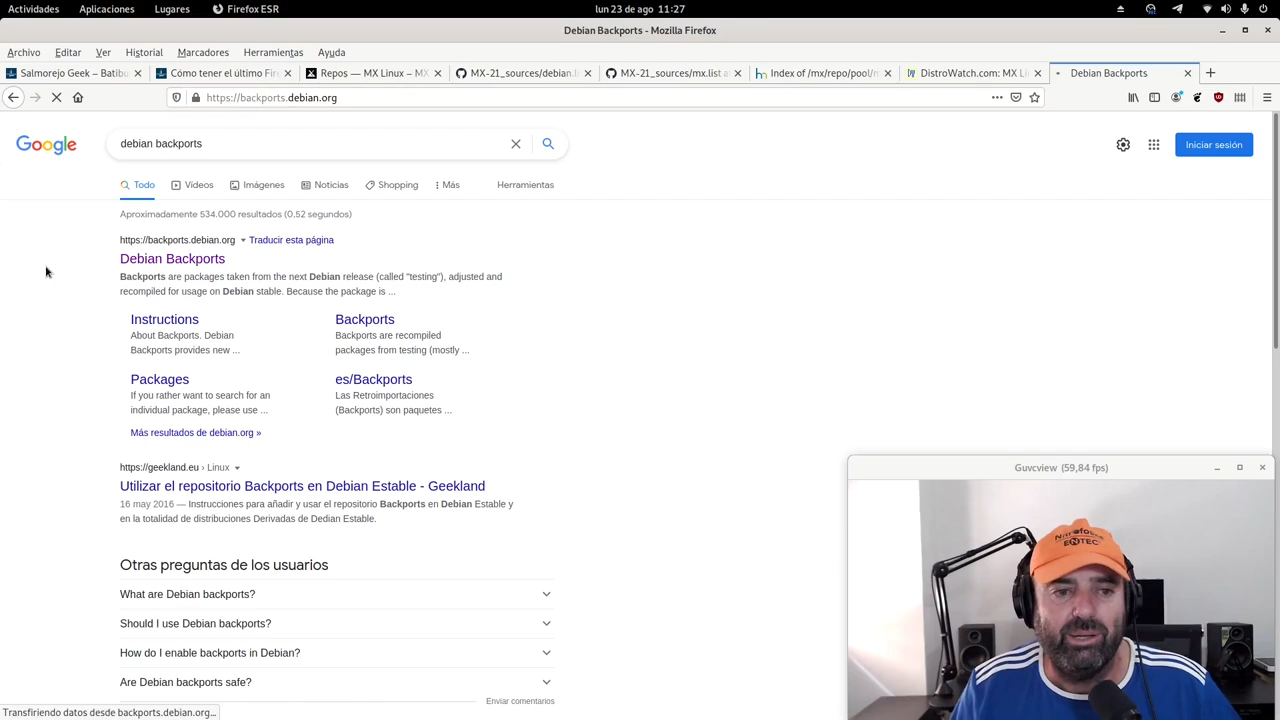 Actividades Aplicaciones Lugares Firefox ESR lun 23 de ago 11:27
Debian Backports - Mozilla Firefox
Archivo Editar Ver Historial Marcadores Herramientas Ayuda
Salmorejo Geek – Batibu Cómo tener el último Fire Repos — MX Linux – MX L MX-21_sources/debian.li MX-21_sources/mx.list a Index of /mx/repo/pool/m DistroWatch.com: MX Li Debian Backports
https://backports.debian.org
Google debian backports Iniciar sesión
Todo Vídeos Imágenes Noticias Shopping Más Herramientas
Aproximadamente 534.000 resultados (0,52 segundos)
https://backports.debian.org Traducir esta página
Debian Backports
Backports are packages taken from the next Debian release (called "testing"), adjusted and
recompiled for usage on Debian stable. Because the package is ...
Instructions Backports
About Backports. Debian Backports are recompiled
Backports provides new ... packages from testing (mostly ...
Packages es/Backports
If you rather want to search for an Las Retroimportaciones
individual package, please use ... (Backports) son paquetes ...
Más resultados de debian.org »
https://geekland.eu › Linux
Utilizar el repositorio Backports en Debian Estable - Geekland
16 may 2016 — Instrucciones para añadir y usar el repositorio Backports en Debian Estable y
en la totalidad de distribuciones Derivadas de Dedian Estable.
Otras preguntas de los usuarios
What are Debian backports?
Should I use Debian backports?
How do I enable backports in Debian?
Are Debian backports safe?
Enviar comentarios
Transfiriendo datos desde backports.debian.org...
Guvcview (59,84 fps)
ENTEC